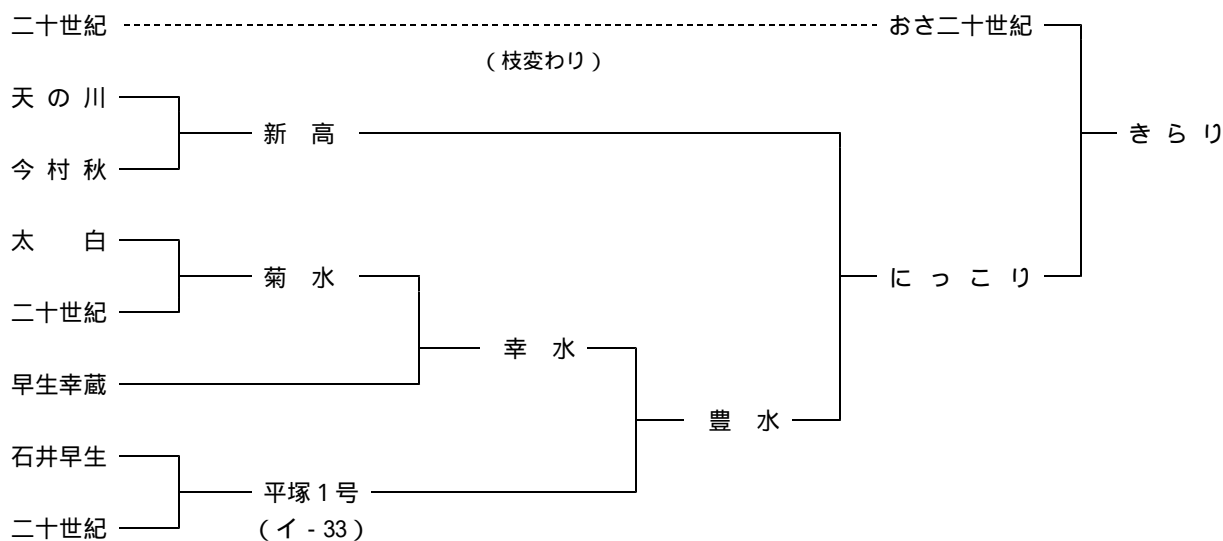 二十世紀 おさ二十世紀
（枝変わり）
天の川
新高 きらり
今村秋
太白
菊水 にっこり
二十世紀
幸水
早生幸蔵
豊水
石井早生
平塚1号
二十世紀 （イ-33）